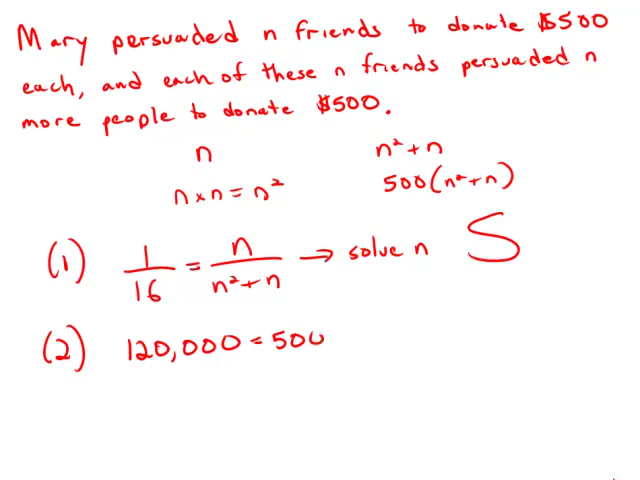 Mary persuaded n friends to donate $500
each, and each of these n friends persuaded n
more people to donate $500.
n n² + n
n × n = n² 500(n² + n)
(1) 1/16 = n/(n² + n) → solve n S
(2) 120,000 = 500